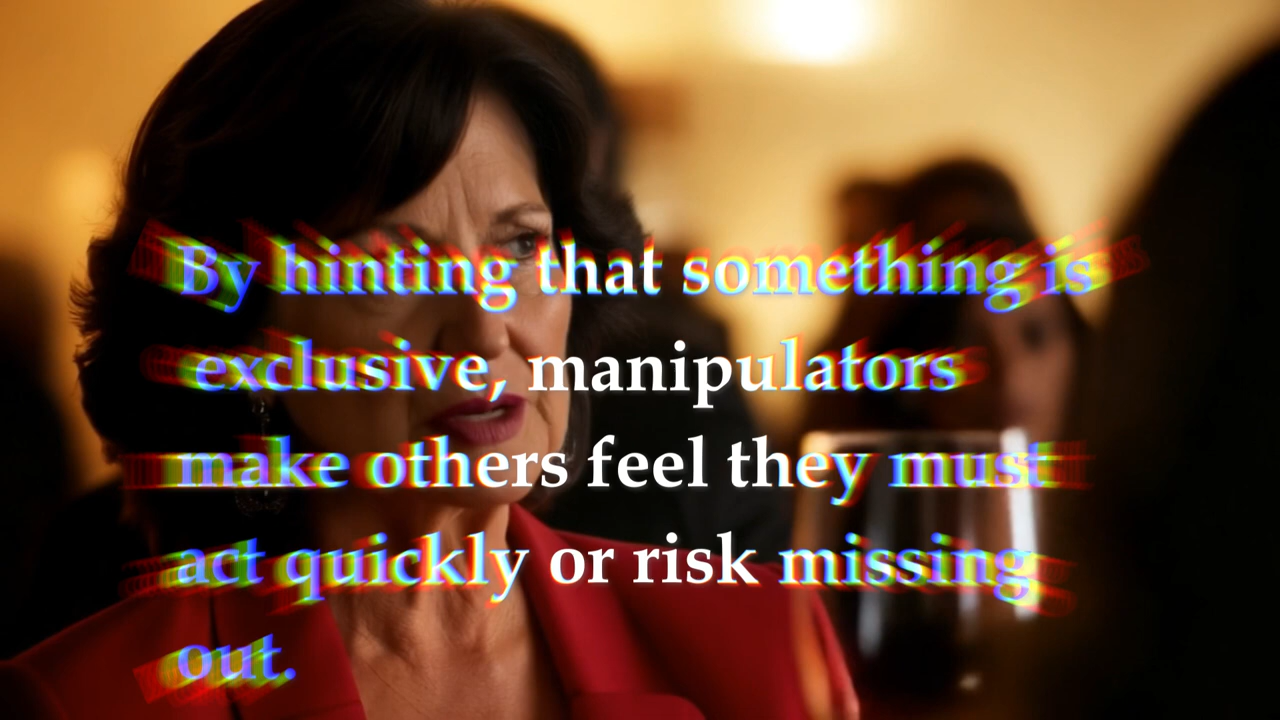 By hinting that something is
exclusive, manipulators
make others feel they must
act quickly or risk missing
out.